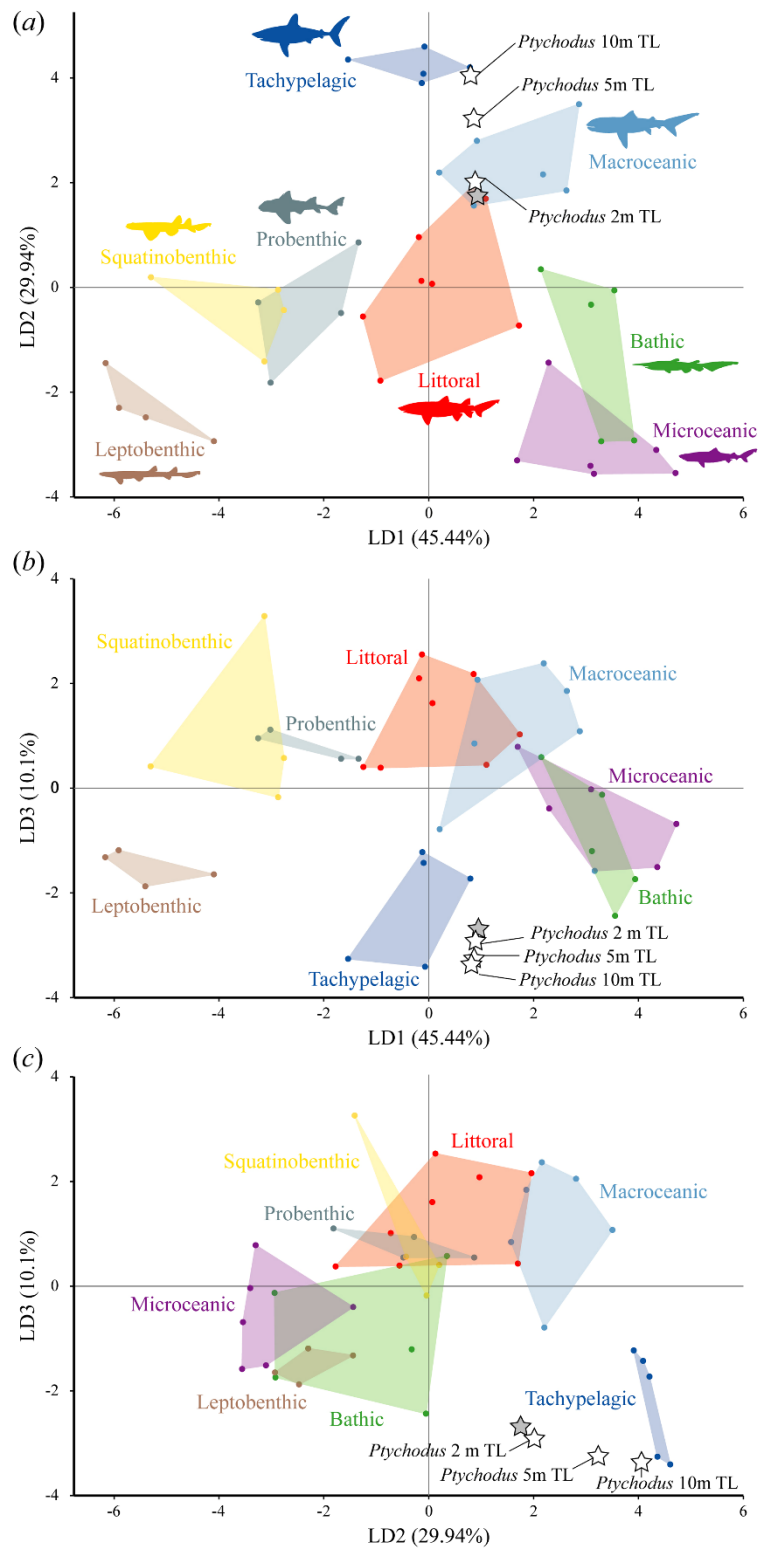 (a)
4
2
0
-2
-4
LD2 (29.94%)
Tachypelagic
Ptychodus 10m TL
Ptychodus 5m TL
Macroceanic
Ptychodus 2m TL
Probenthic
Squatinobenthic
Bathic
Littoral
Microceanic
Leptobenthic
-6
-4
-2
0
2
4
6
LD1 (45.44%)
(b)
4
2
0
-2
-4
LD3 (10.1%)
Squatinobenthic
Littoral
Macroceanic
Probenthic
Microceanic
Leptobenthic
Bathic
Ptychodus 2 m TL
Ptychodus 5m TL
Tachypelagic
Ptychodus 10m TL
-6
-4
-2
0
2
4
6
LD1 (45.44%)
(c)
4
2
0
-2
-4
LD3 (10.1%)
Littoral
Squatinobenthic
Macroceanic
Probenthic
Microceanic
Leptobenthic
Tachypelagic
Bathic
Ptychodus 2 m TL
Ptychodus 5m TL
Ptychodus 10m TL
-6
-4
-2
0
2
4
6
LD2 (29.94%)